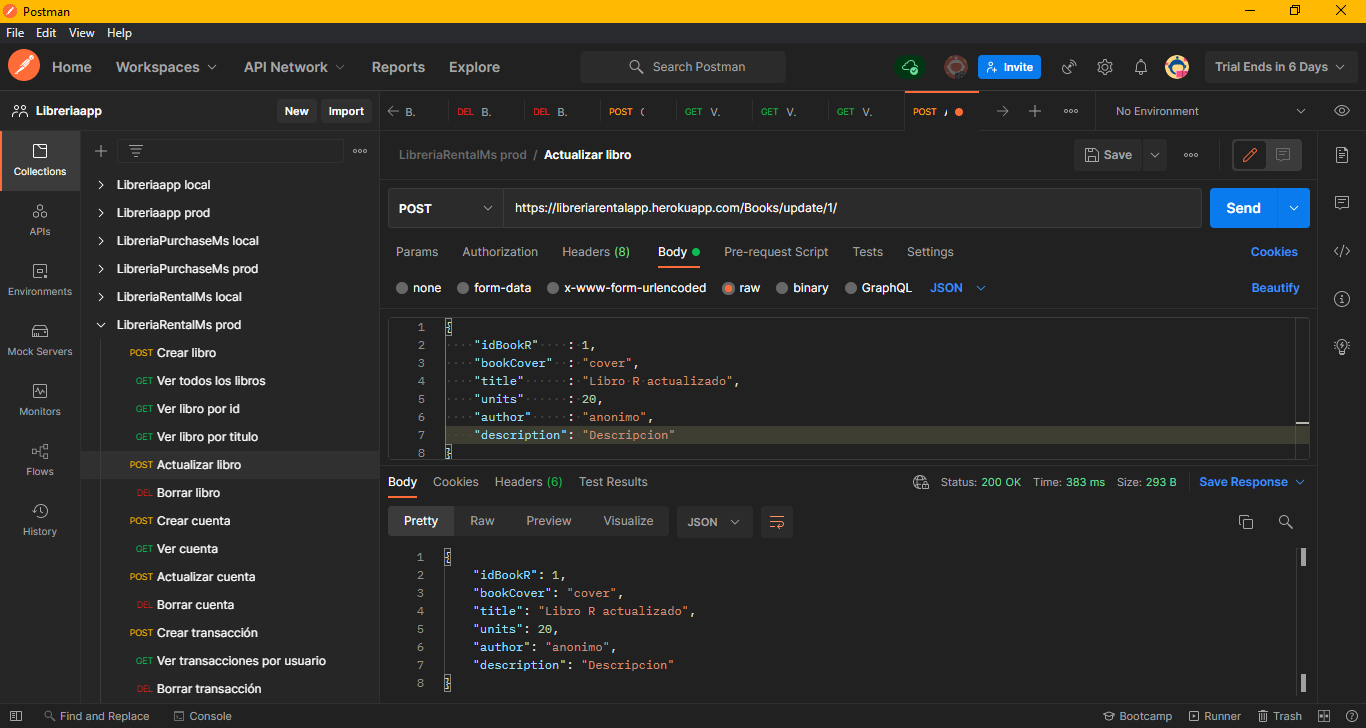 Postman
File Edit View Help
Home Workspaces API Network Reports Explore Search Postman Invite Trial Ends in 6 Days
Libreriaapp New Import
B. DEL B. DEL B. POST GET V. GET V. GET V. POST No Environment
Collections
APIs
Environments
Mock Servers
Monitors
Flows
History
Libreriaapp local
Libreriaapp prod
LibreriaPurchaseMs local
LibreriaPurchaseMs prod
LibreriaRentalMs local
LibreriaRentalMs prod
POST Crear libro
GET Ver todos los libros
GET Ver libro por id
GET Ver libro por titulo
POST Actualizar libro
DEL Borrar libro
POST Crear cuenta
GET Ver cuenta
POST Actualizar cuenta
DEL Borrar cuenta
POST Crear transacción
GET Ver transacciones por usuario
DEL Borrar transacción
LibreriaRentalMs prod / Actualizar libro Save
POST https://libreriarentalapp.herokuapp.com/Books/update/1/ Send
Params Authorization Headers (8) Body Pre-request Script Tests Settings Cookies
none form-data x-www-form-urlencoded raw binary GraphQL JSON Beautify
1 {
2 "idBookR" : 1,
3 "bookCover" : "cover",
4 "title" : "Libro R actualizado",
5 "units" : 20,
6 "author" : "anonimo",
7 "description": "Descripcion"
8 }
Body Cookies Headers (6) Test Results Status: 200 OK Time: 383 ms Size: 293 B Save Response
Pretty Raw Preview Visualize JSON
1 {
2 "idBookR": 1,
3 "bookCover": "cover",
4 "title": "Libro R actualizado",
5 "units": 20,
6 "author": "anonimo",
7 "description": "Descripcion"
8 }
Find and Replace Console Bootcamp Runner Trash